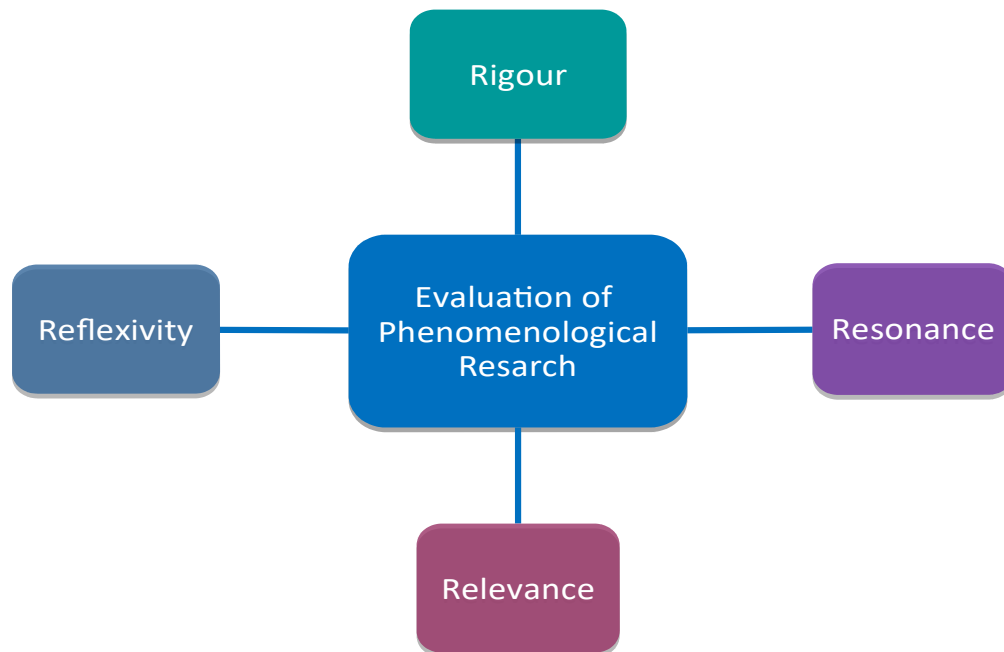 Rigour
Reflexivity
Evaluation of
Phenomenological
Resarch
Resonance
Relevance